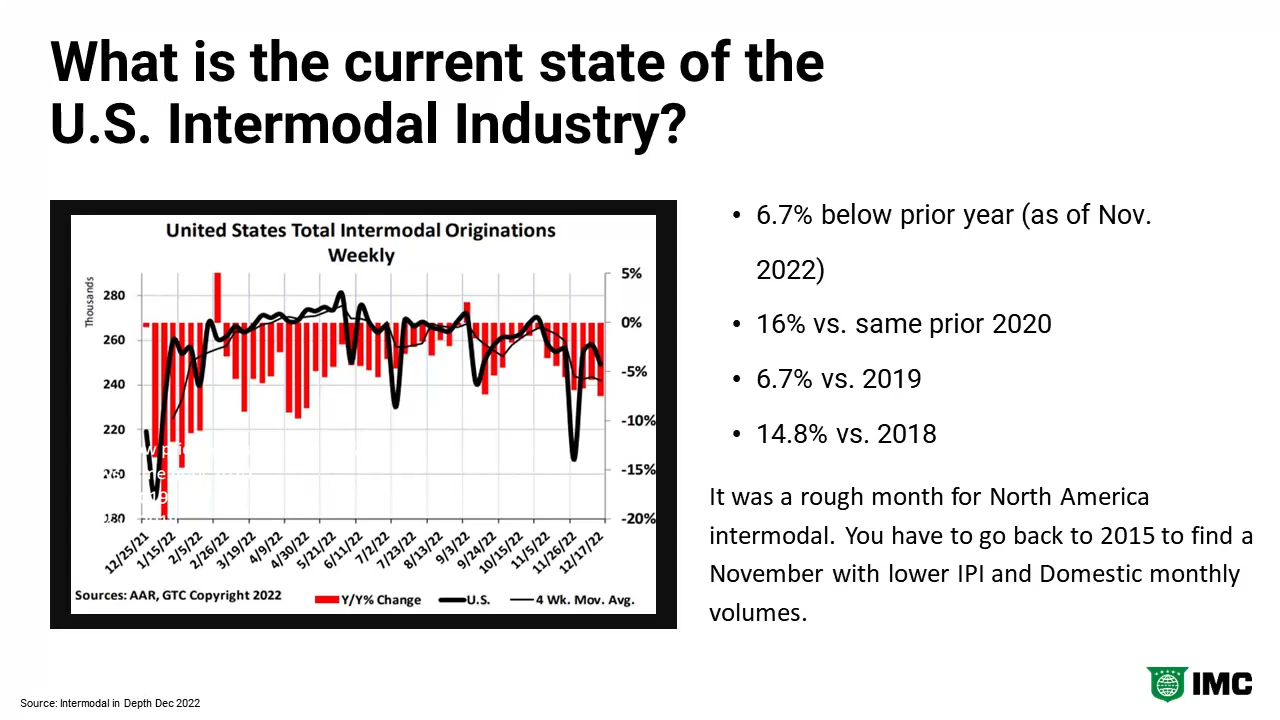 What is the current state of the
U.S. Intermodal Industry?
United States Total Intermodal Originations
Weekly
Thousands
280
260
240
220
200
180
5%
0%
-5%
-10%
-15%
-20%
12/25/21
1/15/22
2/5/22
2/26/22
3/19/22
4/9/22
4/30/22
5/21/22
6/11/22
7/2/22
7/23/22
8/13/22
9/3/22
9/24/22
10/15/22
11/5/22
11/26/22
12/17/22
Sources: AAR, GTC Copyright 2022
Y/Y% Change
U.S.
4 Wk. Mov. Avg.
• 6.7% below prior year (as of Nov.
2022)
• 16% vs. same prior 2020
• 6.7% vs. 2019
• 14.8% vs. 2018
It was a rough month for North America
intermodal. You have to go back to 2015 to find a
November with lower IPI and Domestic monthly
volumes.
IMC
Source: Intermodal in Depth Dec 2022